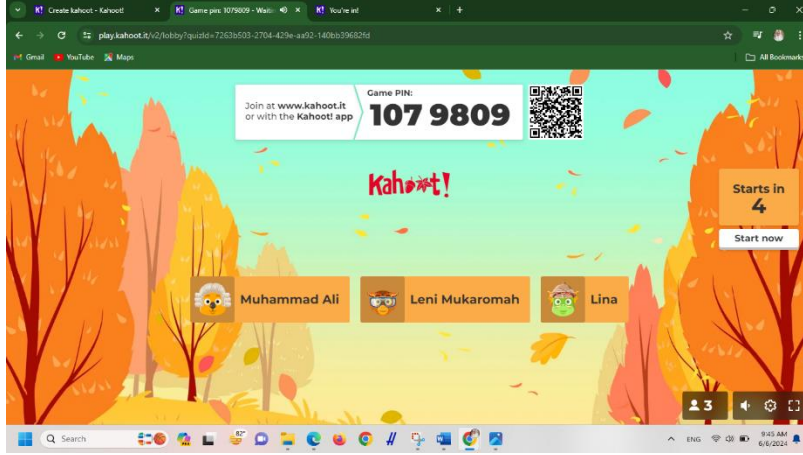 Create kahoot - Kahoot!
Game pin: 1079809 - Waitin
You're in!
play.kahoot.it/v2/lobby?quizId=7263b503-2704-429e-aa92-140bb39682fd
Gmail
YouTube
Maps
All Bookmarks
Join at www.kahoot.it
or with the Kahoot! app
Game PIN:
107 9809
Kahoot!
Starts in
4
Start now
Muhammad Ali
Leni Mukaromah
Lina
3
Search
82°
ENG
9:45 AM
6/6/2024